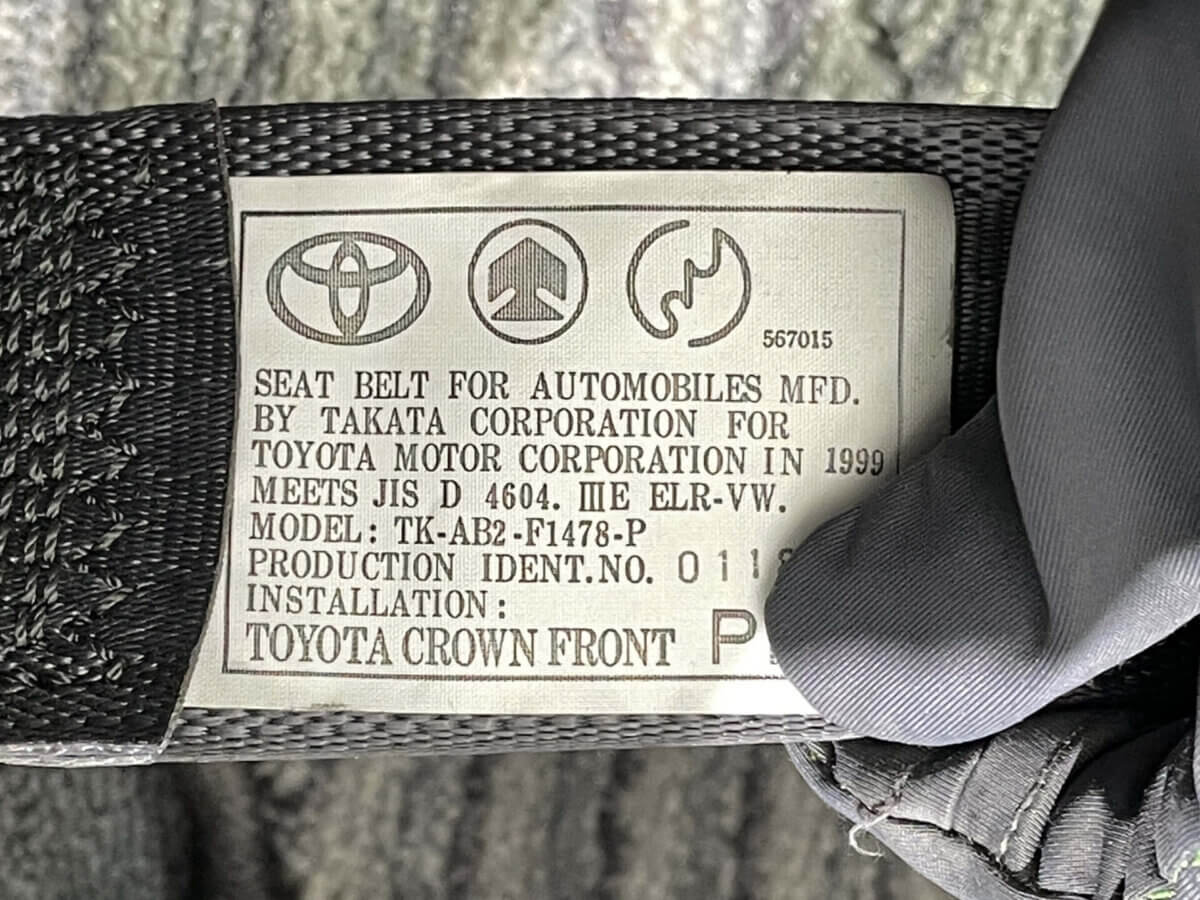 567015
SEAT BELT FOR AUTOMOBILES MFD.
BY TAKATA CORPORATION FOR
TOYOTA MOTOR CORPORATION IN 1999
MEETS JIS D 4604. ⅢE ELR-VW.
MODEL: TK-AB2-F1478-P
PRODUCTION IDENT.NO. 011
INSTALLATION:
TOYOTA CROWN FRONT P